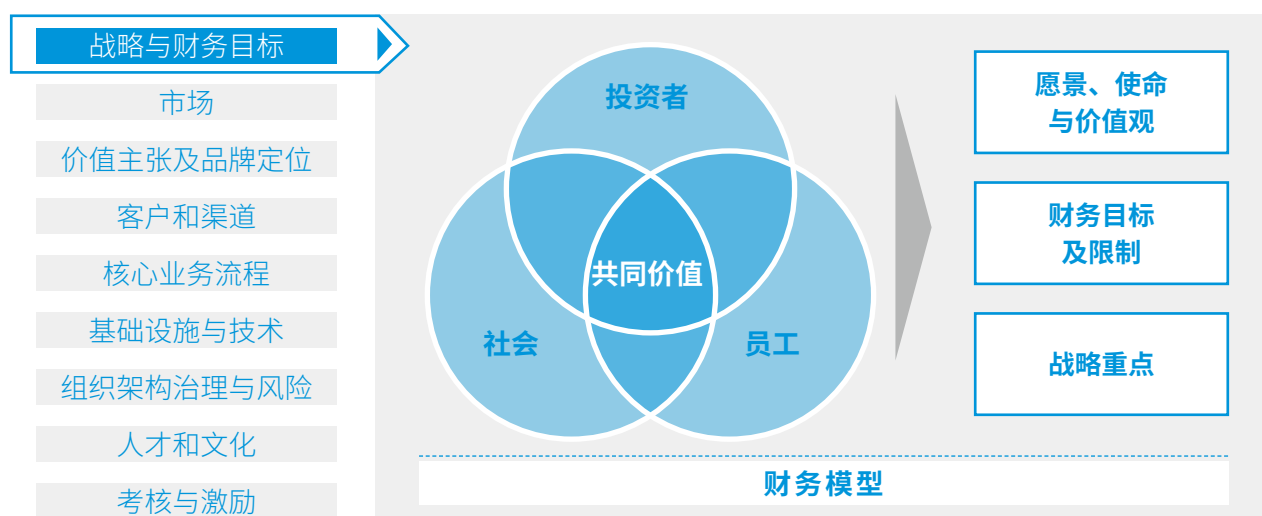 战略与财务目标
市场
价值主张及品牌定位
客户和渠道
核心业务流程
基础设施与技术
组织架构治理与风险
人才和文化
考核与激励
投资者
共同价值
社会
员工
愿景、使命
与价值观
财务目标
及限制
战略重点
财务模型